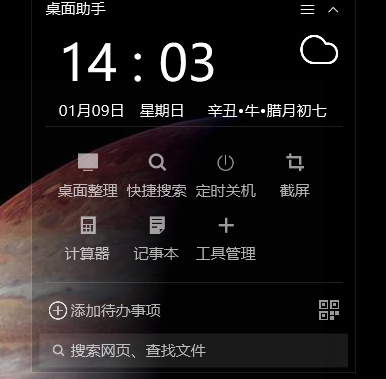 桌面助手
14 : 03
01月09日 星期日 辛丑•牛•腊月初七
桌面整理 快捷搜索 定时关机 截屏
计算器 记事本 工具管理
添加待办事项
搜索网页、查找文件